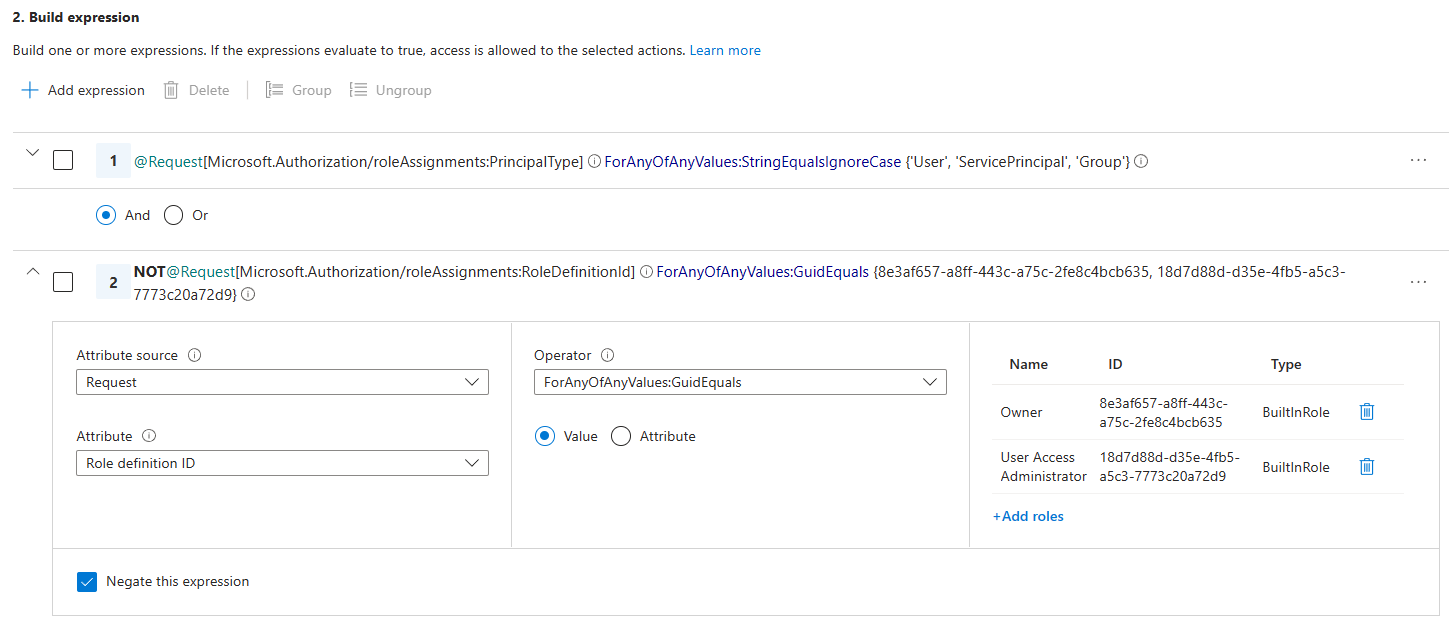 2. Build expression
Build one or more expressions. If the expressions evaluate to true, access is allowed to the selected actions. Learn more
Add expression Delete Group Ungroup
1 @Request[Microsoft.Authorization/roleAssignments:PrincipalType] ForAnyOfAnyValues:StringEqualsIgnoreCase {'User', 'ServicePrincipal', 'Group'}
And Or
2 NOT@Request[Microsoft.Authorization/roleAssignments:RoleDefinitionId] ForAnyOfAnyValues:GuidEquals {8e3af657-a8ff-443c-a75c-2fe8c4bcb635, 18d7d88d-d35e-4fb5-a5c3-
7773c20a72d9}
Attribute source
Request
Attribute
Role definition ID
Operator
ForAnyOfAnyValues:GuidEquals
Value Attribute
Name ID Type
Owner 8e3af657-a8ff-443c-
a75c-2fe8c4bcb635 BuiltInRole
User Access 18d7d88d-d35e-4fb5-
Administrator a5c3-7773c20a72d9 BuiltInRole
+Add roles
Negate this expression